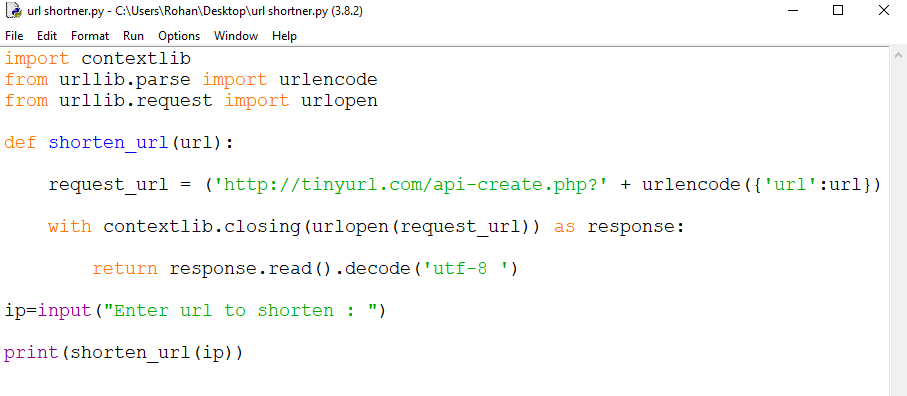 url shortner.py - C:\Users\Rohan\Desktop\url shortner.py (3.8.2)
File Edit Format Run Options Window Help
import contextlib
from urllib.parse import urlencode
from urllib.request import urlopen
def shorten_url(url):
    request_url = ('http://tinyurl.com/api-create.php?' + urlencode({'url':url})
    with contextlib.closing(urlopen(request_url)) as response:
        return response.read().decode('utf-8 ')
ip=input("Enter url to shorten : ")
print(shorten_url(ip))